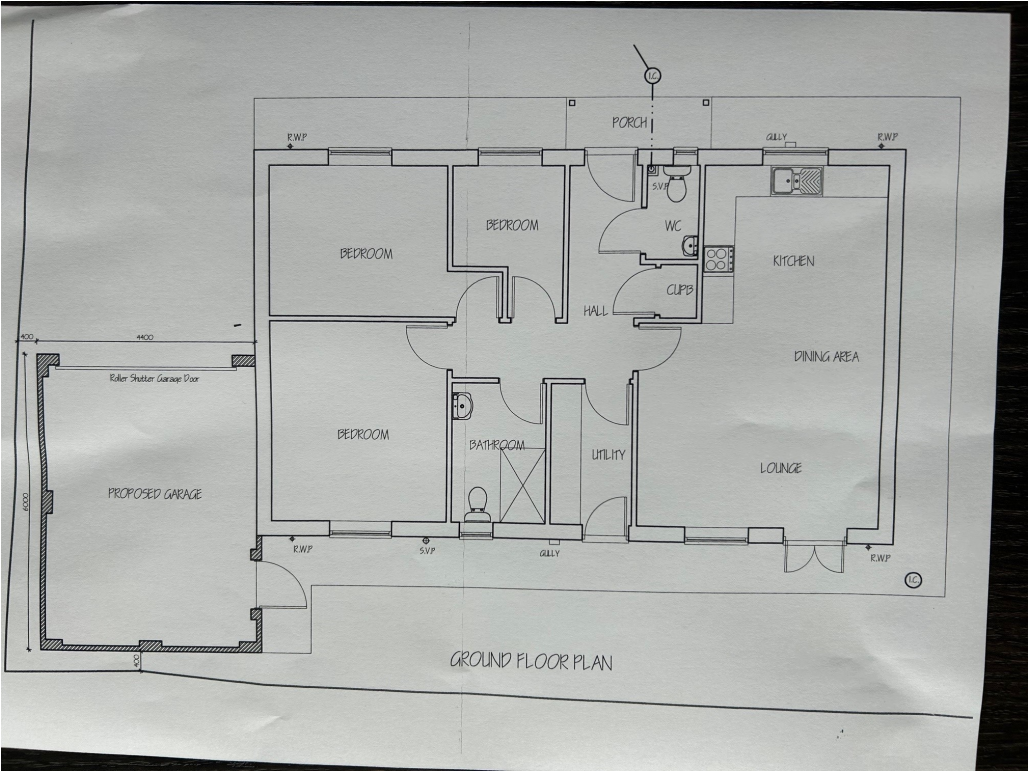 I.C.
PORCH
R.W.P
GULLY
R.W.P
S.V.P
BEDROOM
BEDROOM
WC
KITCHEN
CUPB
HALL
400
4400
DINING AREA
Roller Shutter Garage Door
BEDROOM
BATHROOM
UTILITY
LOUNGE
PROPOSED GARAGE
6000
R.W.P
S.V.P
GULLY
R.W.P
I.C.
400
GROUND FLOOR PLAN